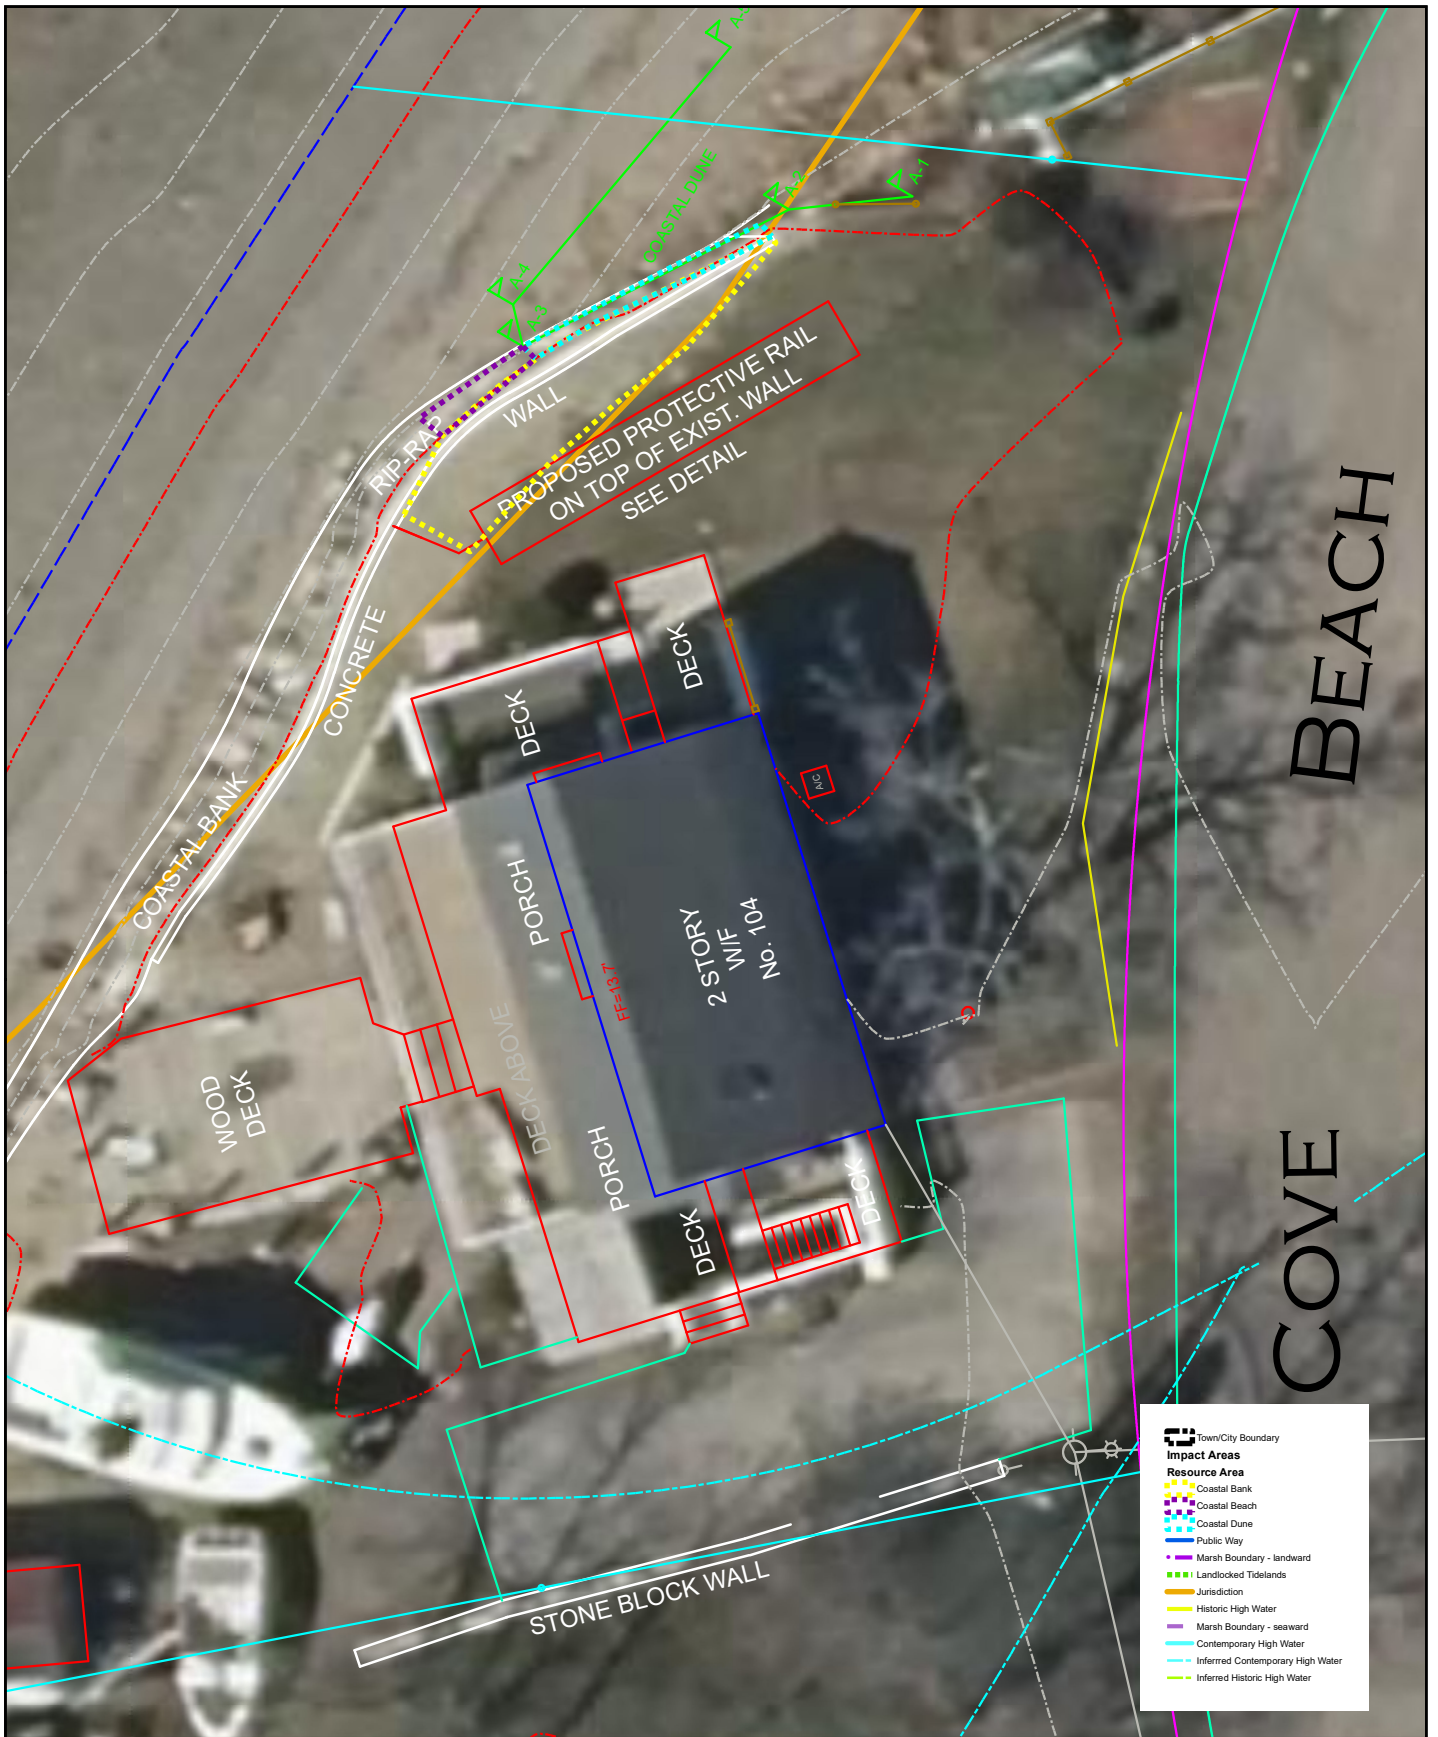 COASTAL DUNE
A-2
A-1
A-4
A-3
PROPOSED PROTECTIVE RAIL
ON TOP OF EXIST. WALL
SEE DETAIL
RIP-RAP
WALL
CONCRETE
COASTAL BANK
DECK
DECK
A/C
PORCH
2 STORY
W/F
No. 104
FF=13.7'
DECK ABOVE
WOOD
DECK
PORCH
DECK
DECK
BEACH
COVE
STONE BLOCK WALL
Town/City Boundary
Impact Areas
Resource Area
Coastal Bank
Coastal Beach
Coastal Dune
Public Way
Marsh Boundary - landward
Landlocked Tidelands
Jurisdiction
Historic High Water
Marsh Boundary - seaward
Contemporary High Water
Inferrred Contemporary High Water
Inferred Historic High Water